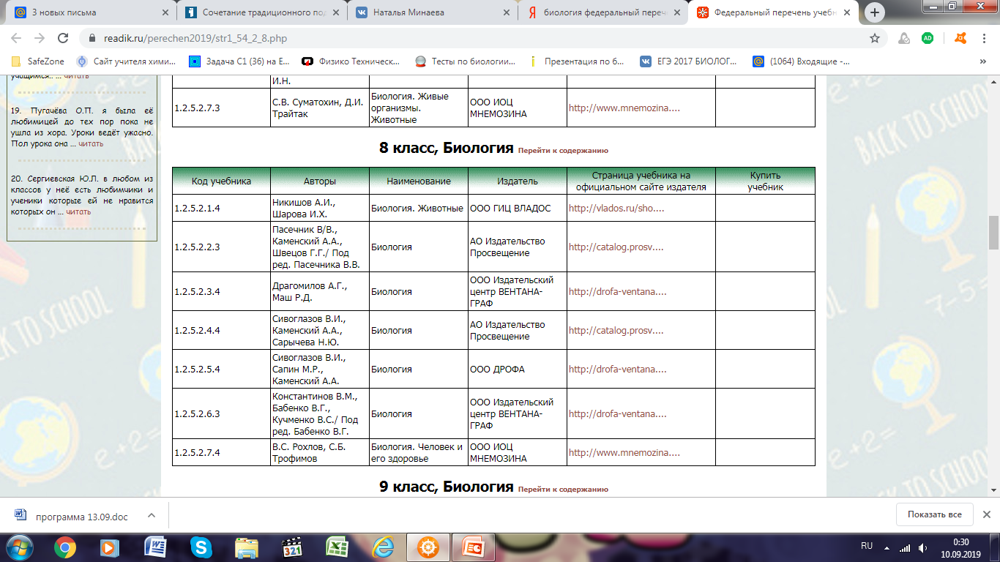 3 новых письма
Сочетание традиционного по
Наталья Минаева
биология федеральный переч
Федеральный перечень учебн
readik.ru/perechen2019/str1_54_2_8.php
SafeZone
Сайт учителя хими...
Задача C1 (36) на E...
Физико Техническ...
Тесты по биологии...
Презентация по б...
ЕГЭ 2017 БИОЛОГ...
(1064) Входящие -...
»
учащимся.. ... читать
19. Пугачёва О.П. я была её
любимицей до тех пор пока не
ушла из хора. Уроки ведёт ужасно.
Пол урока она ... читать
20. Сергиевская Ю.Л. в любом из
классов у неё есть любимчики и
ученики которые ей не нравится
которых он ... читать
И.Н.
1.2.5.2.7.3
С.В. Суматохин, Д.И.
Трайтак
Биология. Живые
организмы.
Животные
ООО ИОЦ
МНЕМОЗИНА
http://www.mnemozina....
8 класс, Биология Перейти к содержанию
Код учебника
Авторы
Наименование
Издатель
Страница учебника на
официальном сайте издателя
Купить
учебник
1.2.5.2.1.4
Никишов А.И.,
Шарова И.Х.
Биология. Животные
ООО ГИЦ ВЛАДОС
http://vlados.ru/sho....
1.2.5.2.2.3
Пасечник В/В.,
Каменский А.А.,
Швецов Г.Г./ Под
ред. Пасечника В.В.
Биология
АО Издательство
Просвещение
http://catalog.prosv....
1.2.5.2.3.4
Драгомилов А.Г.,
Маш Р.Д.
Биология
ООО Издательский
центр ВЕНТАНА-
ГРАФ
http://drofa-ventana....
1.2.5.2.4.4
Сивоглазов В.И.,
Каменский А.А.,
Сарычева Н.Ю.
Биология
АО Издательство
Просвещение
http://catalog.prosv....
1.2.5.2.5.4
Сивоглазов В.И.,
Сапин М.Р.,
Каменский А.А.
Биология
ООО ДРОФА
http://drofa-ventana....
1.2.5.2.6.3
Константинов В.М.,
Бабенко В.Г.,
Кучменко В.С./ Под
ред. Бабенко В.Г.
Биология
ООО Издательский
центр ВЕНТАНА-
ГРАФ
http://drofa-ventana....
1.2.5.2.7.4
В.С. Рохлов, С.Б.
Трофимов
Биология. Человек и
его здоровье
ООО ИОЦ
МНЕМОЗИНА
http://www.mnemozina....
9 класс, Биология Перейти к содержанию
BACK TO SCHOOL
BACK TO SCHOOL
программа 13.09.doc
Показать все
RU
0:30
10.09.2019